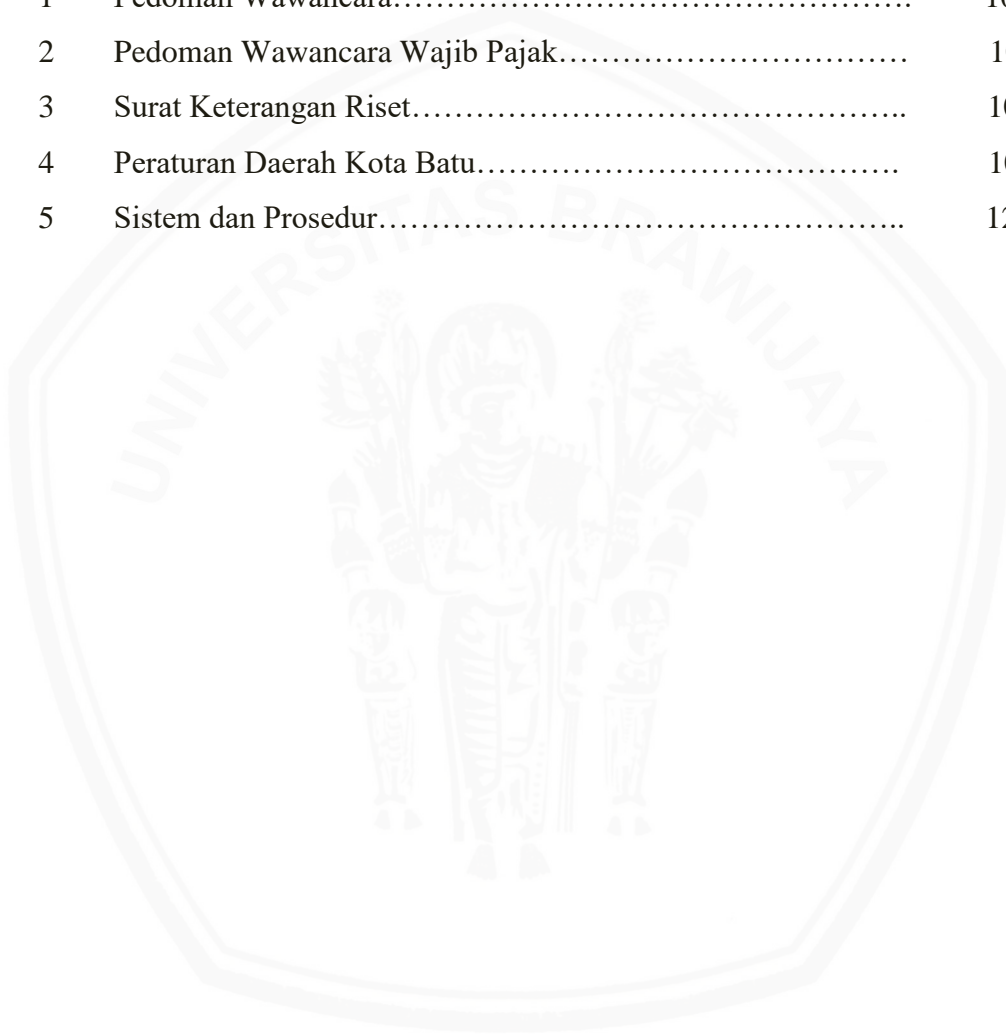 1 Pedoman Wawancara……………………………………………….
2 Pedoman Wawancara Wajib Pajak……………………………
3 Surat Keterangan Riset……………………………………………..
4 Peraturan Daerah Kota Batu…………………………………….
5 Sistem dan Prosedur………………………………………………..
UNIVERSITAS BRAWIJAYA